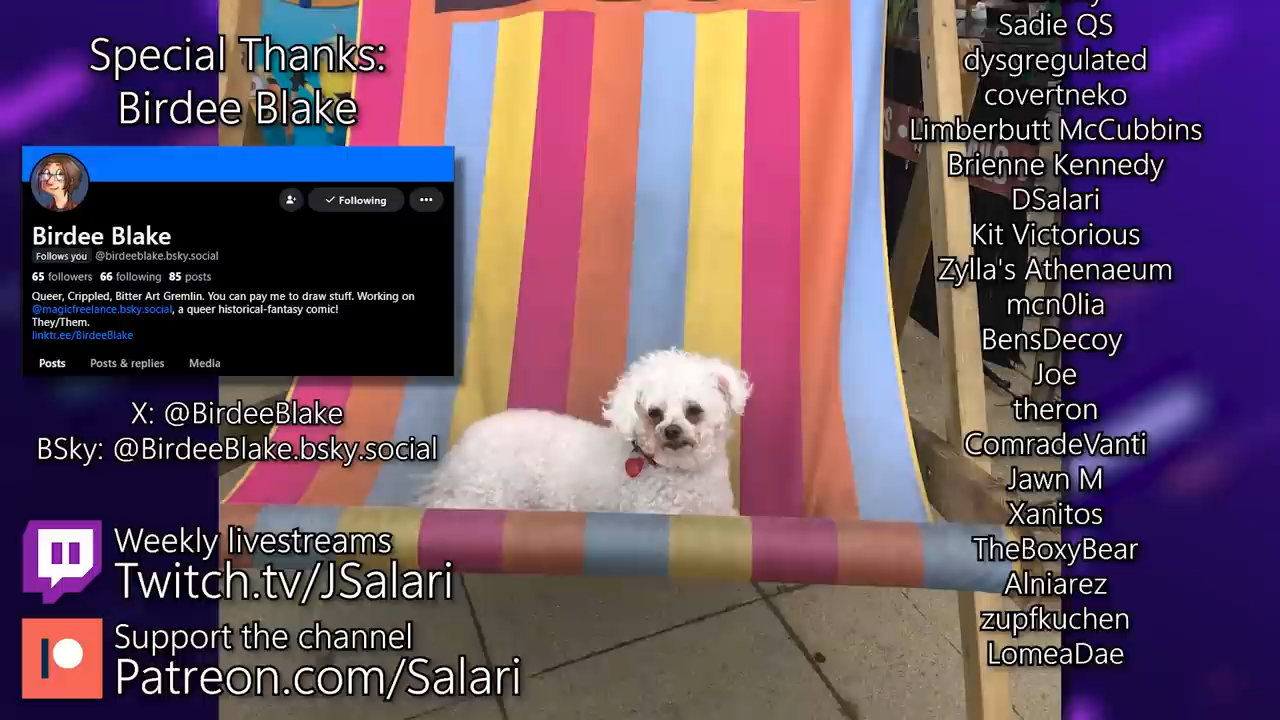 Special Thanks:
Birdee Blake
Following
Birdee Blake
Follows you @birdeeblake.bsky.social
65 followers 66 following 85 posts
Queer, Crippled, Bitter Art Gremlin. You can pay me to draw stuff. Working on
@magicfreelance.bsky.social, a queer historical-fantasy comic!
They/Them.
linktr.ee/BirdeeBlake
Posts Posts & replies Media
X: @BirdeeBlake
BSky: @BirdeeBlake.bsky.social
Weekly livestreams
Twitch.tv/JSalari
Support the channel
Patreon.com/Salari
Sadie QS
dysgregulated
covertneko
Limberbutt McCubbins
Brienne Kennedy
DSalari
Kit Victorious
Zylla's Athenaeum
mcn0lia
BensDecoy
Joe
theron
ComradeVanti
Jawn M
Xanitos
TheBoxyBear
Alniarez
zupfkuchen
LomeaDae